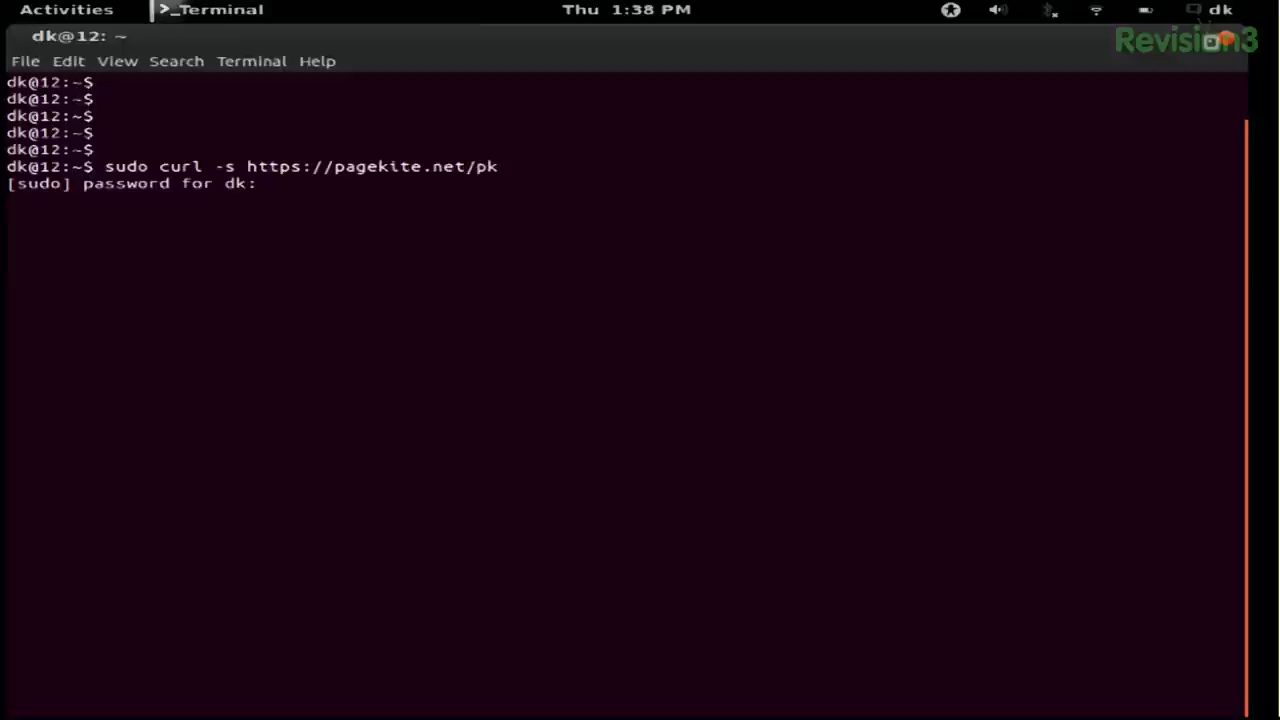 Activities >_Terminal Thu 1:38 PM dk
dk@12: ~
Revision3
File Edit View Search Terminal Help
dk@12:~$
dk@12:~$
dk@12:~$
dk@12:~$
dk@12:~$
dk@12:~$ sudo curl -s https://pagekite.net/pk
[sudo] password for dk: